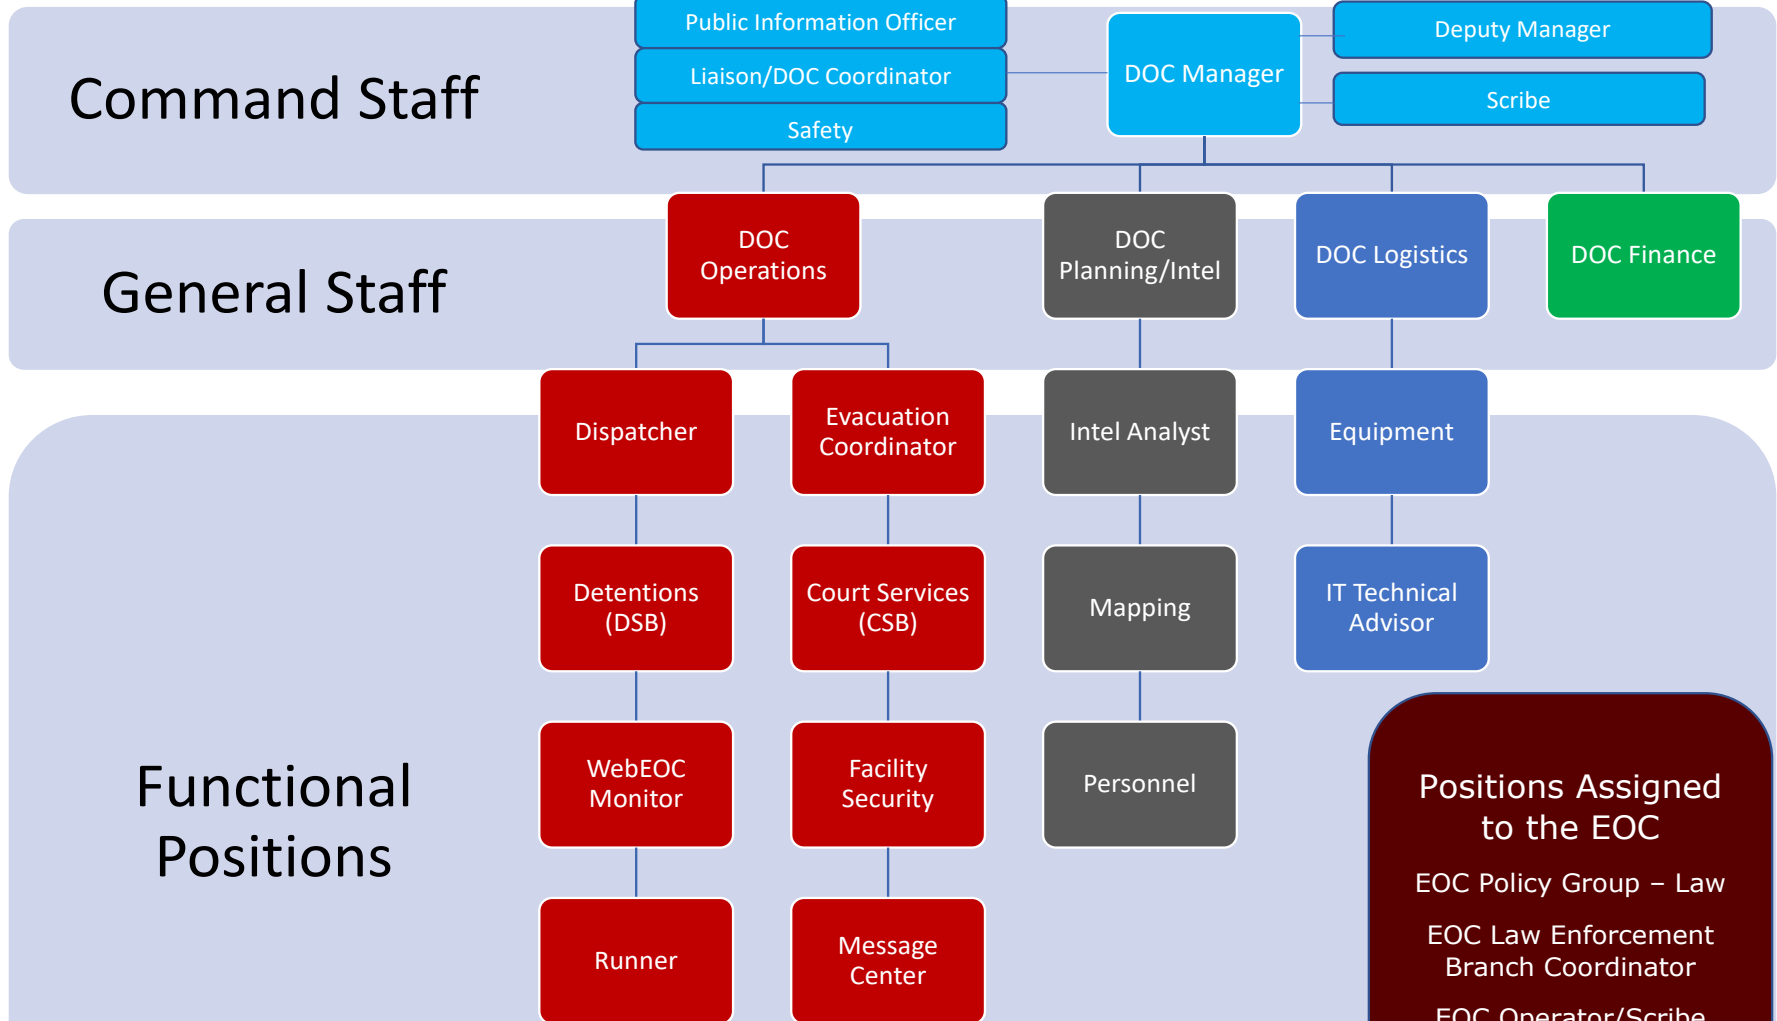 Public Information Officer
Deputy Manager
Command Staff
Liaison/DOC Coordinator
DOC Manager
Scribe
Safety
General Staff
DOC
Operations
DOC
Planning/Intel
DOC Logistics
DOC Finance
Dispatcher
Evacuation
Coordinator
Intel Analyst
Equipment
Detentions
(DSB)
Court Services
(CSB)
Mapping
IT Technical
Advisor
Functional
Positions
WebEOC
Monitor
Facility
Security
Personnel
Runner
Message
Center
Positions Assigned
to the EOC
EOC Policy Group – Law
EOC Law Enforcement
Branch Coordinator
EOC Operator/Scribe